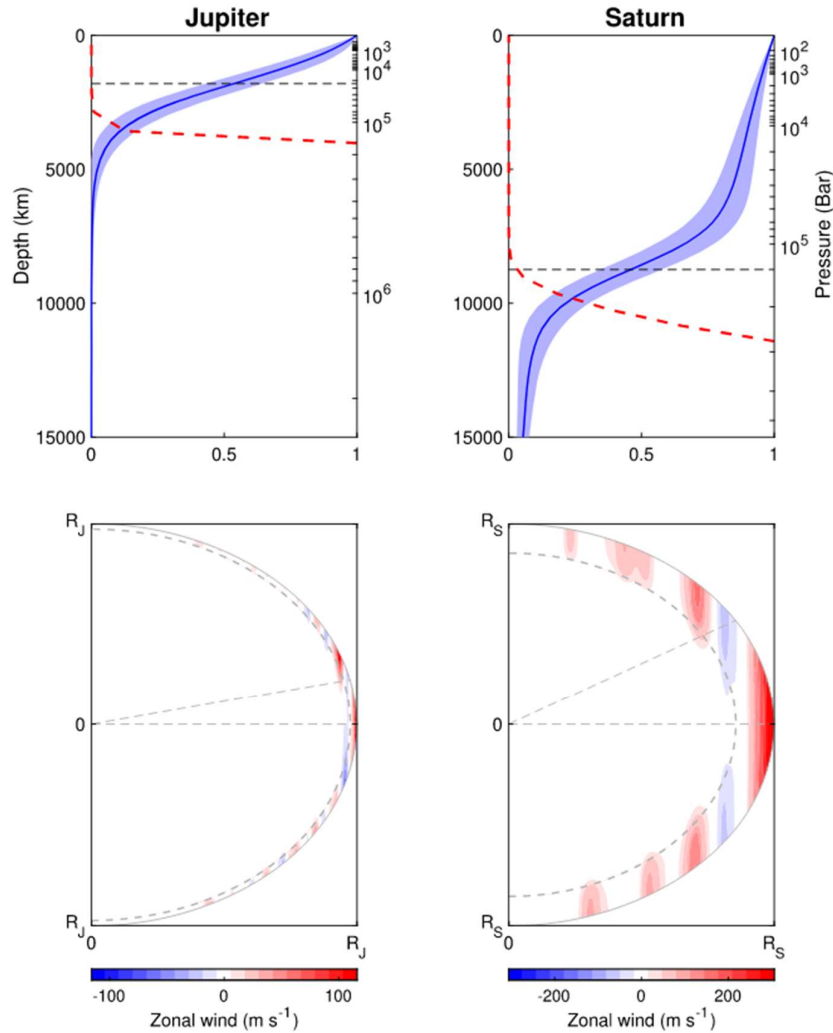 Jupiter
0
5000
10000
15000
Depth (km)
10³
10⁴
10⁵
10⁶
0
0.5
1
Saturn
0
5000
10000
15000
10²
10³
10⁴
10⁵
Pressure (Bar)
0
0.5
1
R_J
0
R_J
0
R_J
-100
0
100
Zonal wind (m s⁻¹)
R_S
0
R_S
0
R_S
-200
0
200
Zonal wind (m s⁻¹)